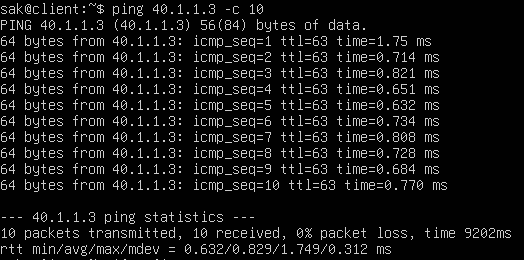 sak@client:~$ ping 40.1.1.3 -c 10
PING 40.1.1.3 (40.1.1.3) 56(84) bytes of data.
64 bytes from 40.1.1.3: icmp_seq=1 ttl=63 time=1.75 ms
64 bytes from 40.1.1.3: icmp_seq=2 ttl=63 time=0.714 ms
64 bytes from 40.1.1.3: icmp_seq=3 ttl=63 time=0.821 ms
64 bytes from 40.1.1.3: icmp_seq=4 ttl=63 time=0.651 ms
64 bytes from 40.1.1.3: icmp_seq=5 ttl=63 time=0.632 ms
64 bytes from 40.1.1.3: icmp_seq=6 ttl=63 time=0.734 ms
64 bytes from 40.1.1.3: icmp_seq=7 ttl=63 time=0.808 ms
64 bytes from 40.1.1.3: icmp_seq=8 ttl=63 time=0.728 ms
64 bytes from 40.1.1.3: icmp_seq=9 ttl=63 time=0.684 ms
64 bytes from 40.1.1.3: icmp_seq=10 ttl=63 time=0.770 ms
--- 40.1.1.3 ping statistics ---
10 packets transmitted, 10 received, 0% packet loss, time 9202ms
rtt min/avg/max/mdev = 0.632/0.829/1.749/0.312 ms